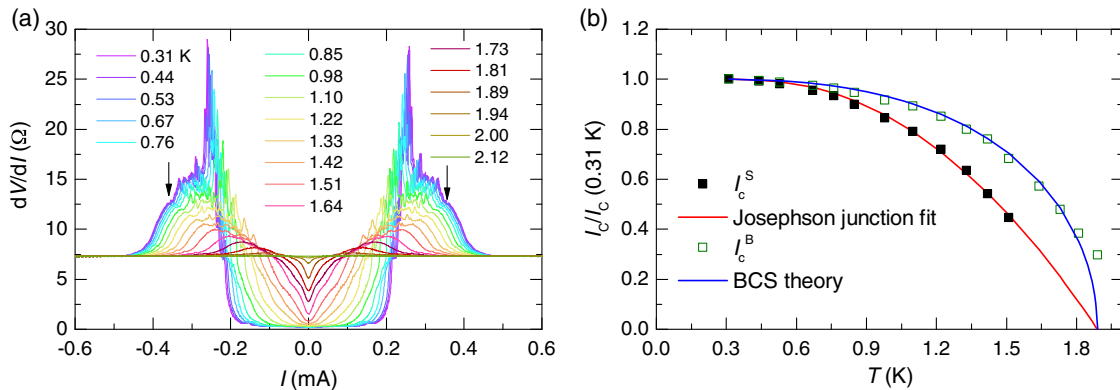 (a)
dV/dI (Ω)
30
25
20
15
10
5
0
0.31 K
0.44
0.53
0.67
0.76
0.85
0.98
1.10
1.22
1.33
1.42
1.51
1.64
1.73
1.81
1.89
1.94
2.00
2.12
-0.6 -0.4 -0.2 0.0 0.2 0.4 0.6
I (mA)
(b)
I_C/I_C (0.31 K)
1.2
1.0
0.8
0.6
0.4
0.2
0.0
I_c^S
Josephson junction fit
I_c^B
BCS theory
0.0 0.3 0.6 0.9 1.2 1.5 1.8
T (K)